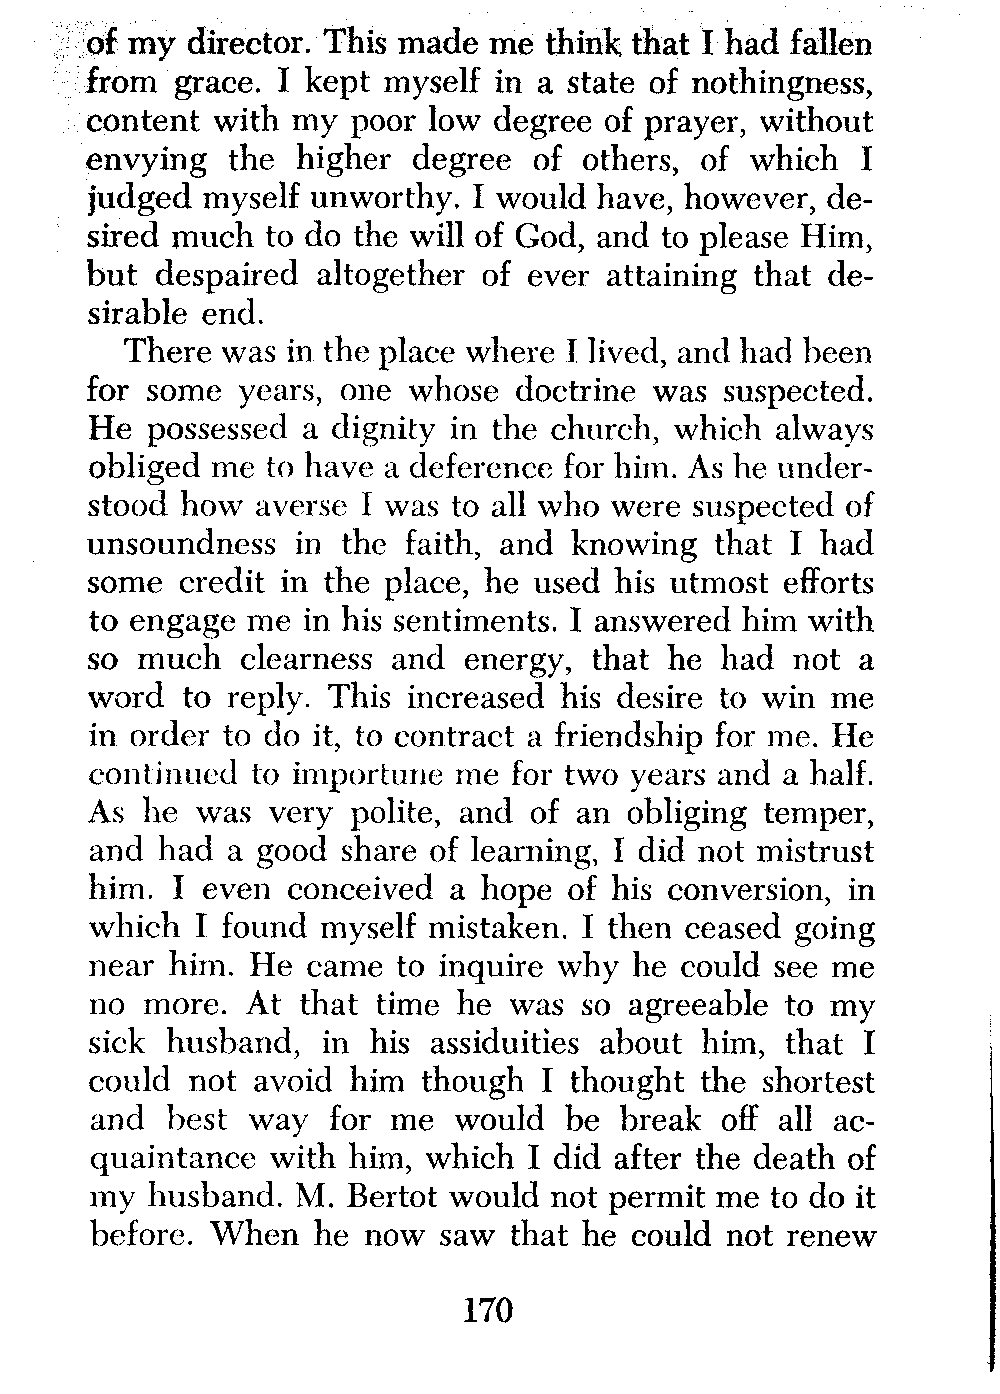 of my director. This made me think that I had fallen
from grace. I kept myself in a state of nothingness,
content with my poor low degree of prayer, without
envying the higher degree of others, of which I
judged myself unworthy. I would have, however, de-
sired much to do the will of God, and to please Him,
but despaired altogether of ever attaining that de-
sirable end.
There was in the place where I lived, and had been
for some years, one whose doctrine was suspected.
He possessed a dignity in the church, which always
obliged me to have a deference for him. As he under-
stood how averse I was to all who were suspected of
unsoundness in the faith, and knowing that I had
some credit in the place, he used his utmost efforts
to engage me in his sentiments. I answered him with
so much clearness and energy, that he had not a
word to reply. This increased his desire to win me
in order to do it, to contract a friendship for me. He
continued to importune me for two years and a half.
As he was very polite, and of an obliging temper,
and had a good share of learning, I did not mistrust
him. I even conceived a hope of his conversion, in
which I found myself mistaken. I then ceased going
near him. He came to inquire why he could see me
no more. At that time he was so agreeable to my
sick husband, in his assiduities about him, that I
could not avoid him though I thought the shortest
and best way for me would be break off all ac-
quaintance with him, which I did after the death of
my husband. M. Bertot would not permit me to do it
before. When he now saw that he could not renew
170